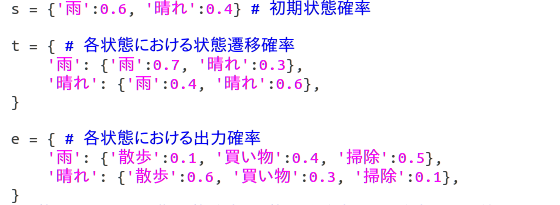 s = {'雨':0.6, '晴れ':0.4} # 初期状態確率
t = { # 各状態における状態遷移確率
'雨': {'雨':0.7, '晴れ':0.3},
'晴れ': {'雨':0.4, '晴れ':0.6},
}
e = { # 各状態における出力確率
'雨': {'散歩':0.1, '買い物':0.4, '掃除':0.5},
'晴れ': {'散歩':0.6, '買い物':0.3, '掃除':0.1},
}